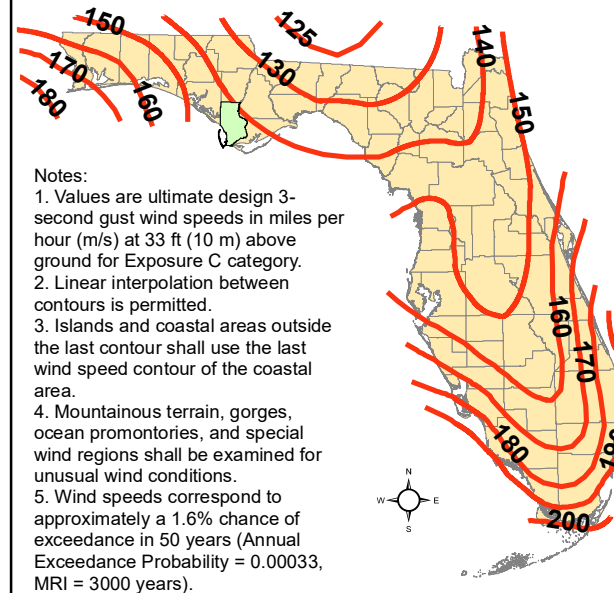 150
125
140
130
170
160
180
150
Notes:
1. Values are ultimate design 3-
second gust wind speeds in miles per
hour (m/s) at 33 ft (10 m) above
ground for Exposure C category.
2. Linear interpolation between
contours is permitted.
3. Islands and coastal areas outside
the last contour shall use the last
wind speed contour of the coastal
area.
4. Mountainous terrain, gorges,
ocean promontories, and special
wind regions shall be examined for
unusual wind conditions.
5. Wind speeds correspond to
approximately a 1.6% chance of
exceedance in 50 years (Annual
Exceedance Probability = 0.00033,
MRI = 3000 years).
160
170
180
N
W E
S
200